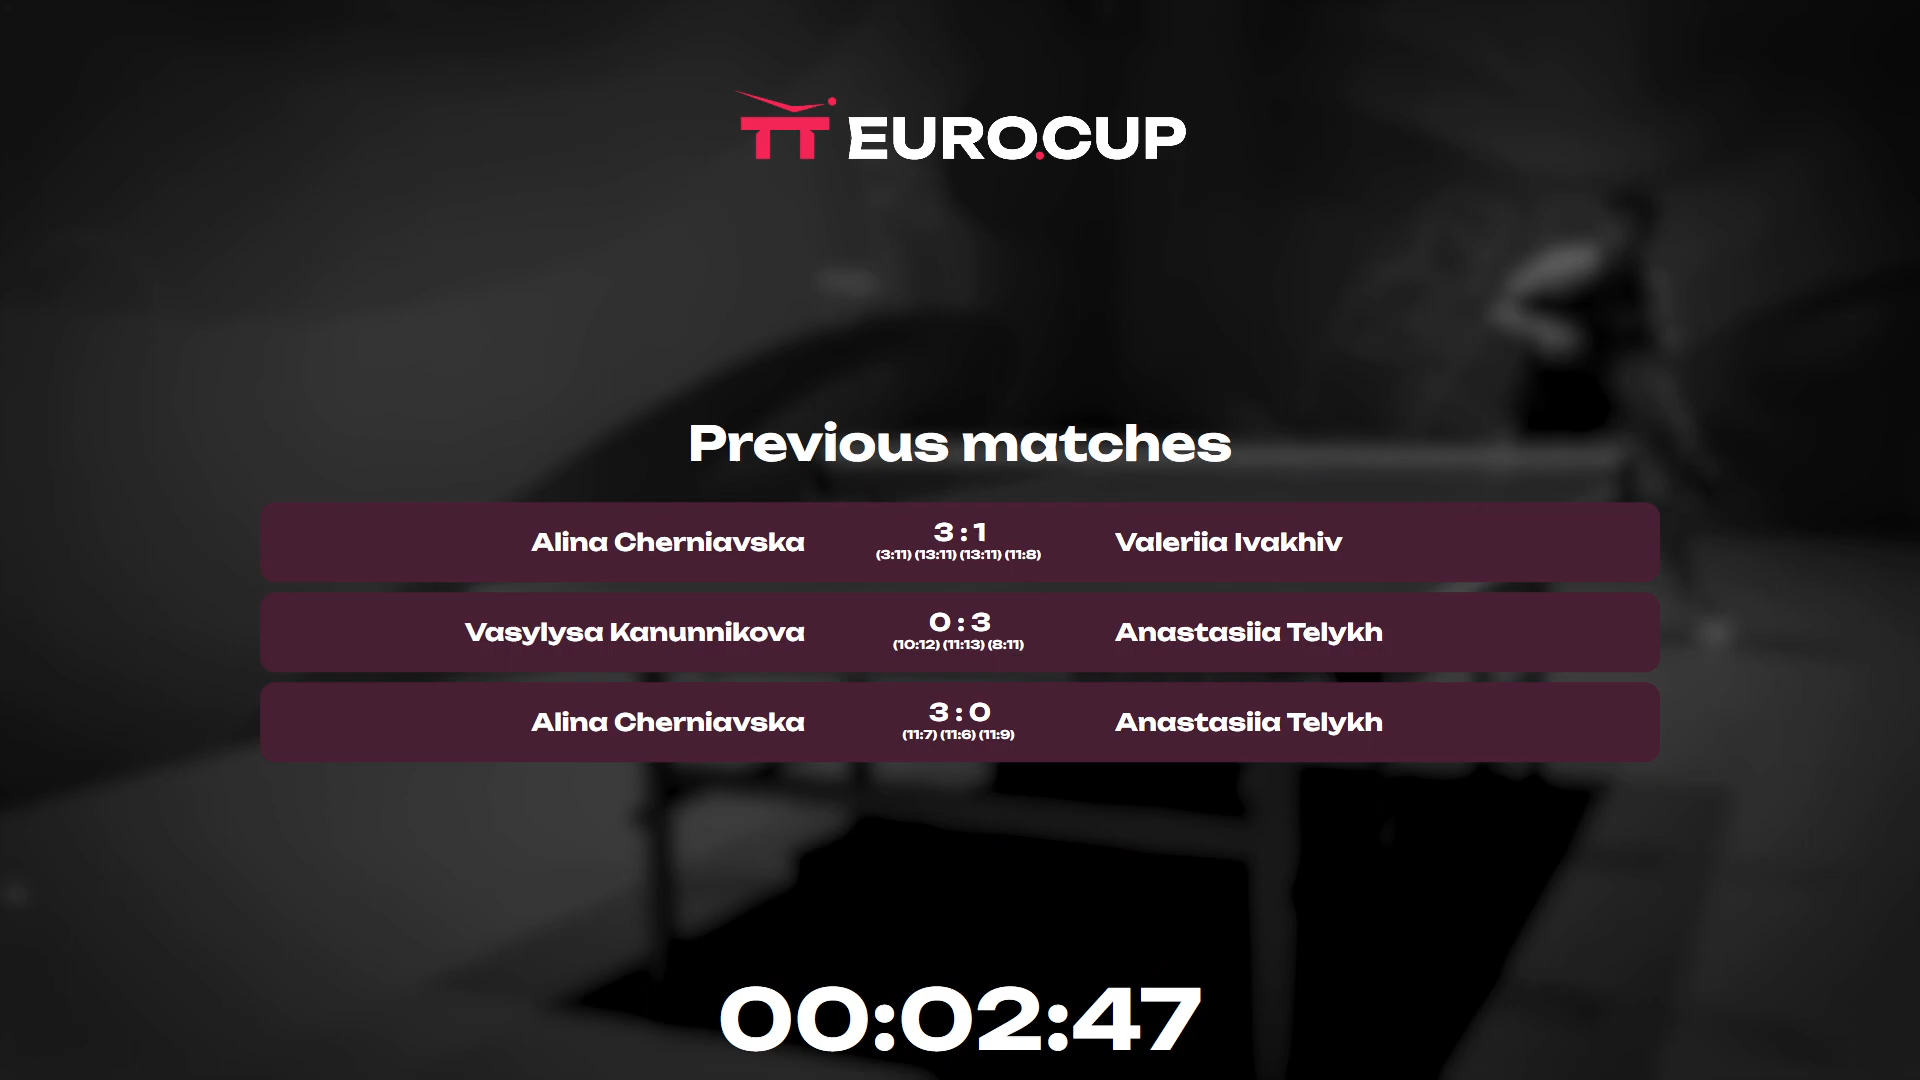 TT EURO.CUP
Previous matches
Alina Cherniavska 3 : 1 Valeriia Ivakhiv
(3:11) (13:11) (13:11) (11:8)
Vasylysa Kanunnikova 0 : 3 Anastasiia Telykh
(10:12) (11:13) (8:11)
Alina Cherniavska 3 : 0 Anastasiia Telykh
(11:7) (11:6) (11:9)
00:02:47